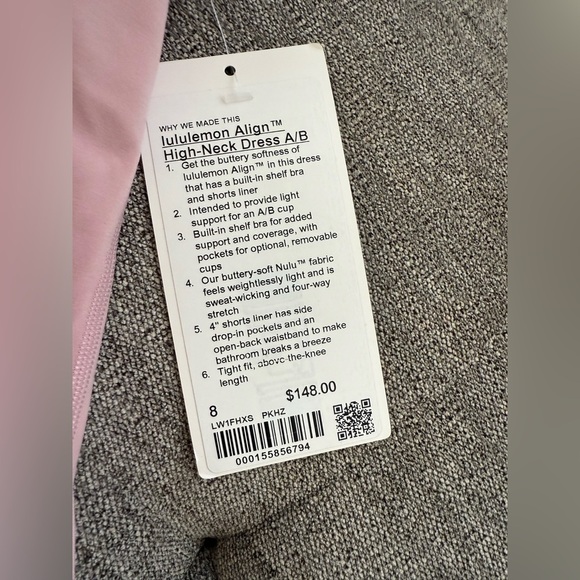 WHY WE MADE THIS
lululemon Align™
High-Neck Dress A/B
1. Get the buttery softness of
lululemon Align™ in this dress
that has a built-in shelf bra
and shorts liner
2. Intended to provide light
support for an A/B cup
3. Built-in shelf bra for added
support and coverage, with
pockets for optional, removable
cups
4. Our buttery-soft Nulu™ fabric
feels weightlessly light and is
sweat-wicking and four-way
stretch
5. 4" shorts liner has side
drop-in pockets and an
open-back waistband to make
bathroom breaks a breeze
6. Tight fit, above-the-knee
length
8 $148.00
LW1FHXS PKHZ
000155856794